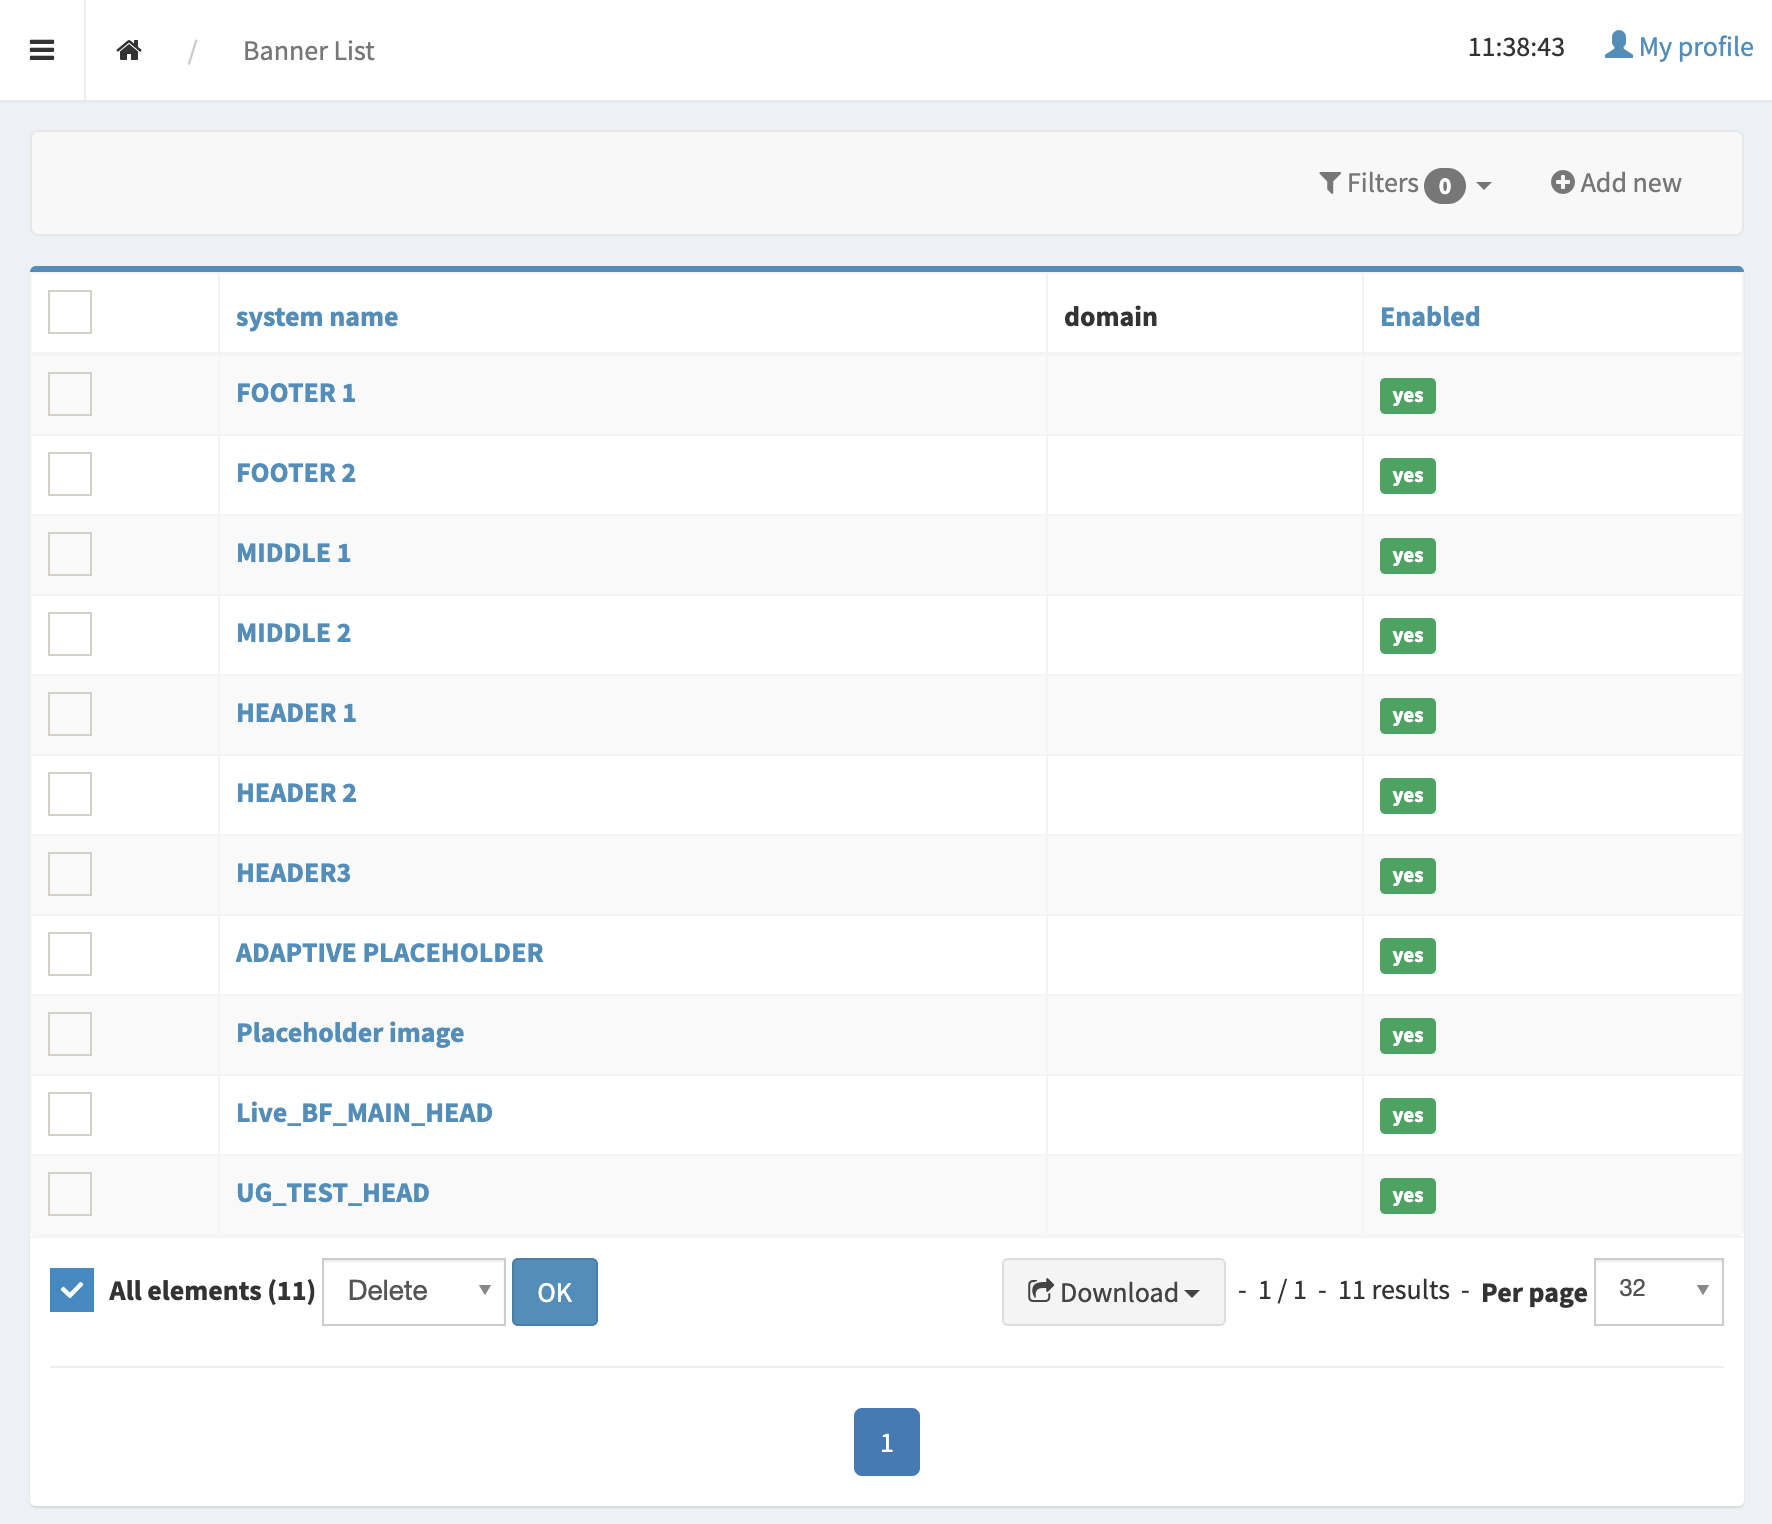 / Banner List 11:38:43 My profile
Filters 0 Add new
system name domain Enabled
FOOTER 1 yes
FOOTER 2 yes
MIDDLE 1 yes
MIDDLE 2 yes
HEADER 1 yes
HEADER 2 yes
HEADER3 yes
ADAPTIVE PLACEHOLDER yes
Placeholder image yes
Live_BF_MAIN_HEAD yes
UG_TEST_HEAD yes
All elements (11) Delete OK Download - 1 / 1 - 11 results - Per page 32
1